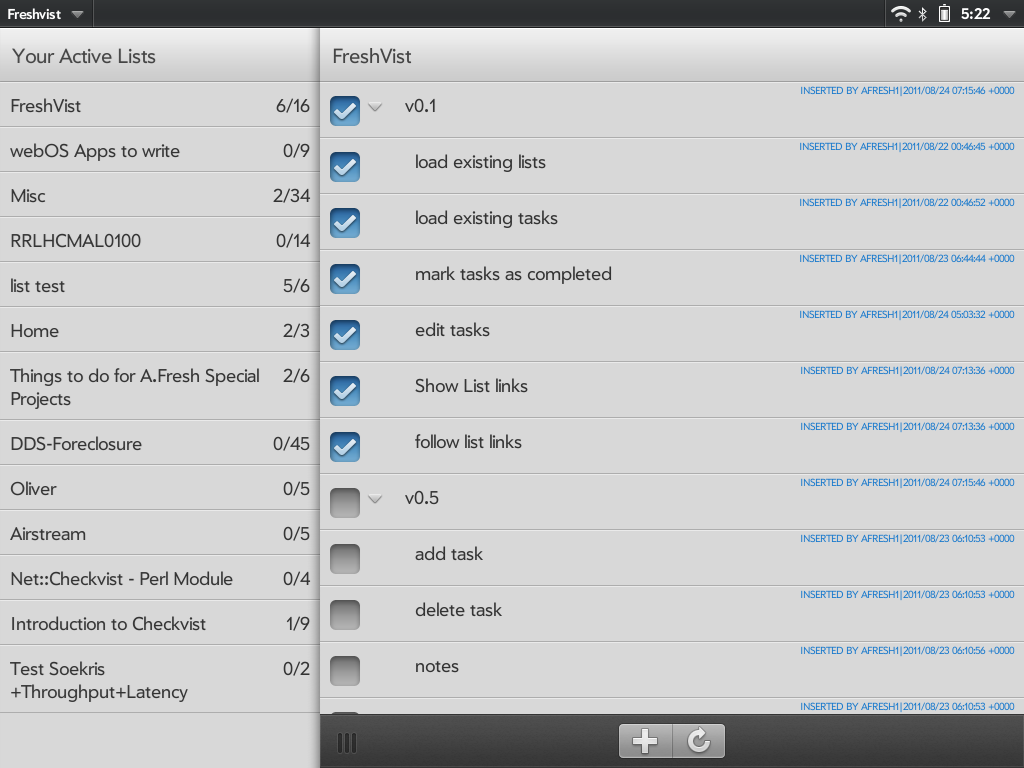 Freshvist
5:22
Your Active Lists
FreshVist 6/16
webOS Apps to write 0/9
Misc 2/34
RRLHCMAL0100 0/14
list test 5/6
Home 2/3
Things to do for A.Fresh Special 2/6
Projects
DDS-Foreclosure 0/45
Oliver 0/5
Airstream 0/5
Net::Checkvist - Perl Module 0/4
Introduction to Checkvist 1/9
Test Soekris 0/2
+Throughput+Latency
FreshVist
INSERTED BY AFRESH1|2011/08/24 07:15:46 +0000
v0.1
INSERTED BY AFRESH1|2011/08/22 00:46:45 +0000
load existing lists
INSERTED BY AFRESH1|2011/08/22 00:46:52 +0000
load existing tasks
INSERTED BY AFRESH1|2011/08/23 06:44:44 +0000
mark tasks as completed
INSERTED BY AFRESH1|2011/08/24 05:03:32 +0000
edit tasks
INSERTED BY AFRESH1|2011/08/24 07:13:36 +0000
Show List links
INSERTED BY AFRESH1|2011/08/24 07:13:36 +0000
follow list links
INSERTED BY AFRESH1|2011/08/24 07:15:46 +0000
v0.5
INSERTED BY AFRESH1|2011/08/23 06:10:53 +0000
add task
INSERTED BY AFRESH1|2011/08/23 06:10:53 +0000
delete task
INSERTED BY AFRESH1|2011/08/23 06:10:56 +0000
notes
INSERTED BY AFRESH1|2011/08/23 06:10:53 +0000